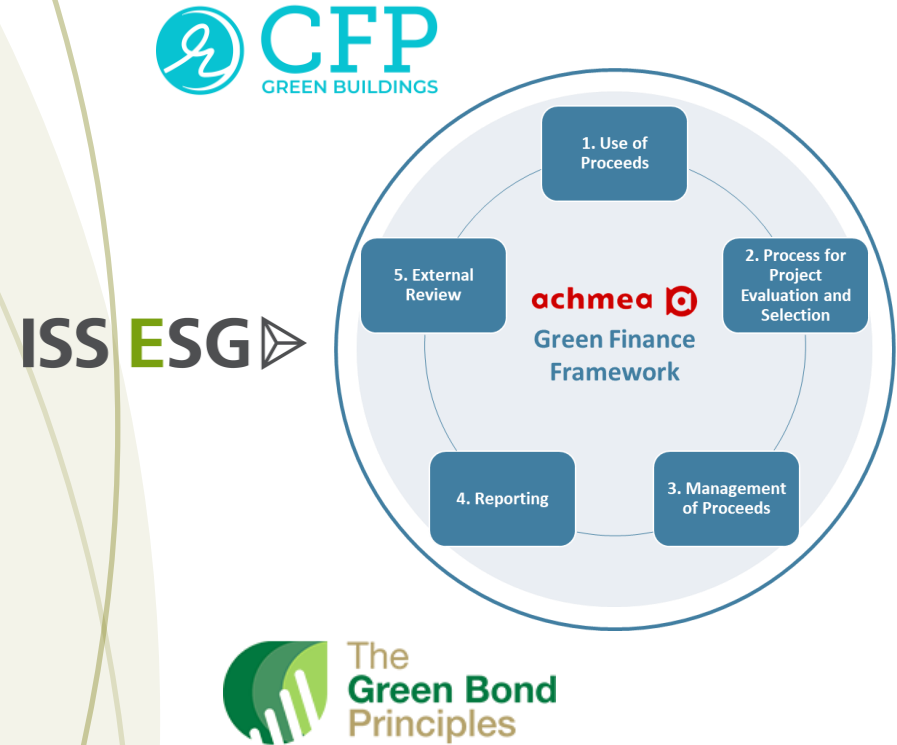 CFP
GREEN BUILDINGS
1. Use of
Proceeds
2. Process for
Project
Evaluation and
Selection
5. External
Review
achmea
Green Finance
Framework
ISS ESG
3. Management
of Proceeds
4. Reporting
The
Green Bond
Principles